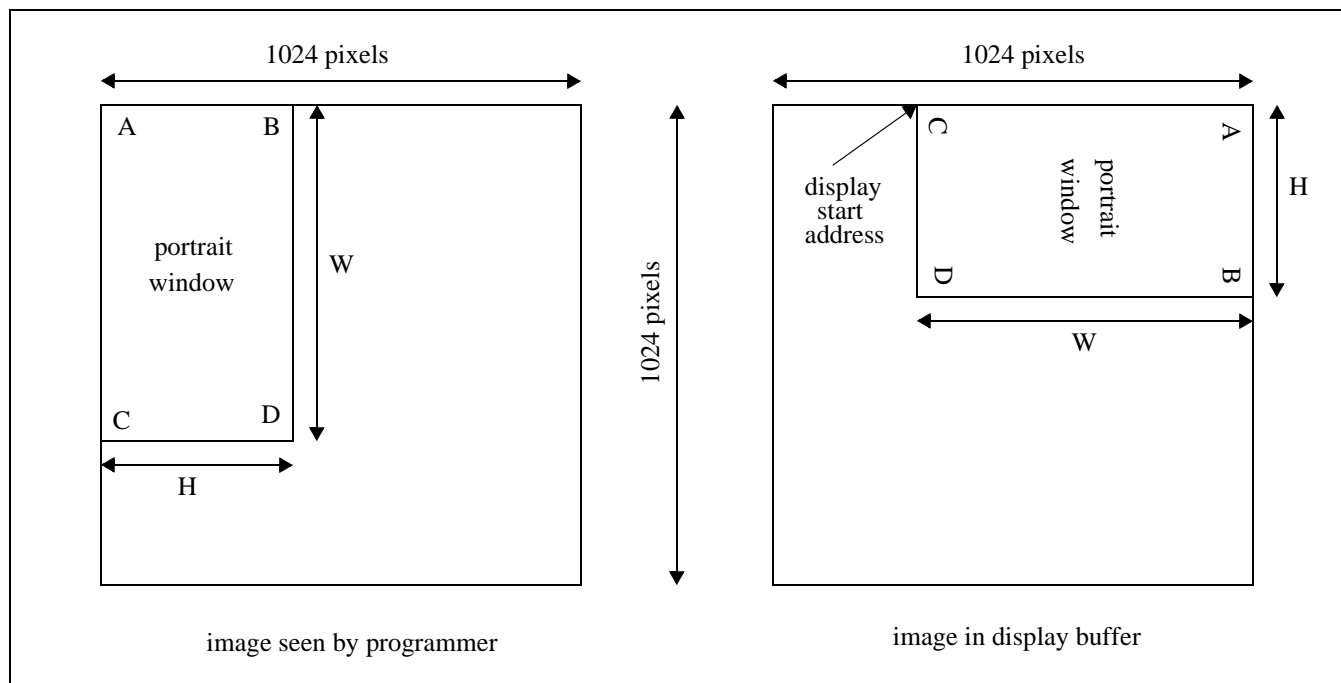 1024 pixels
A
B
portrait
window
W
C
D
H
image seen by programmer
1024 pixels
1024 pixels
C
A
display
start
address
portrait
window
H
D
B
W
image in display buffer